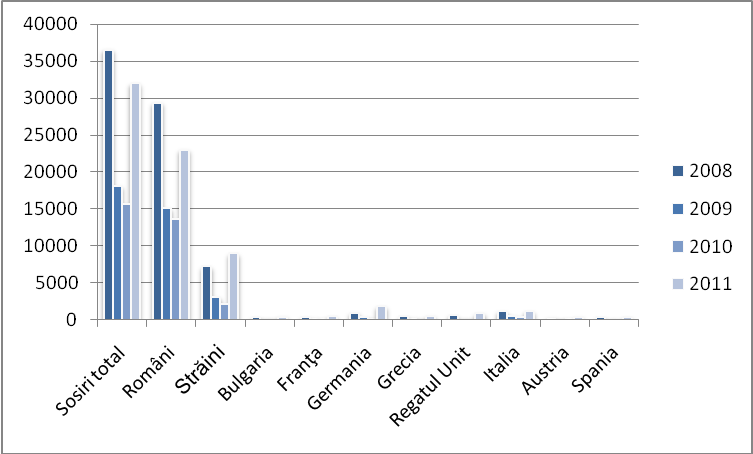 40000
35000
30000
25000
20000
15000
10000
5000
0
Sosiri total
Români
Străini
Bulgaria
Franţa
Germania
Grecia
Regatul Unit
Italia
Austria
Spania
2008
2009
2010
2011